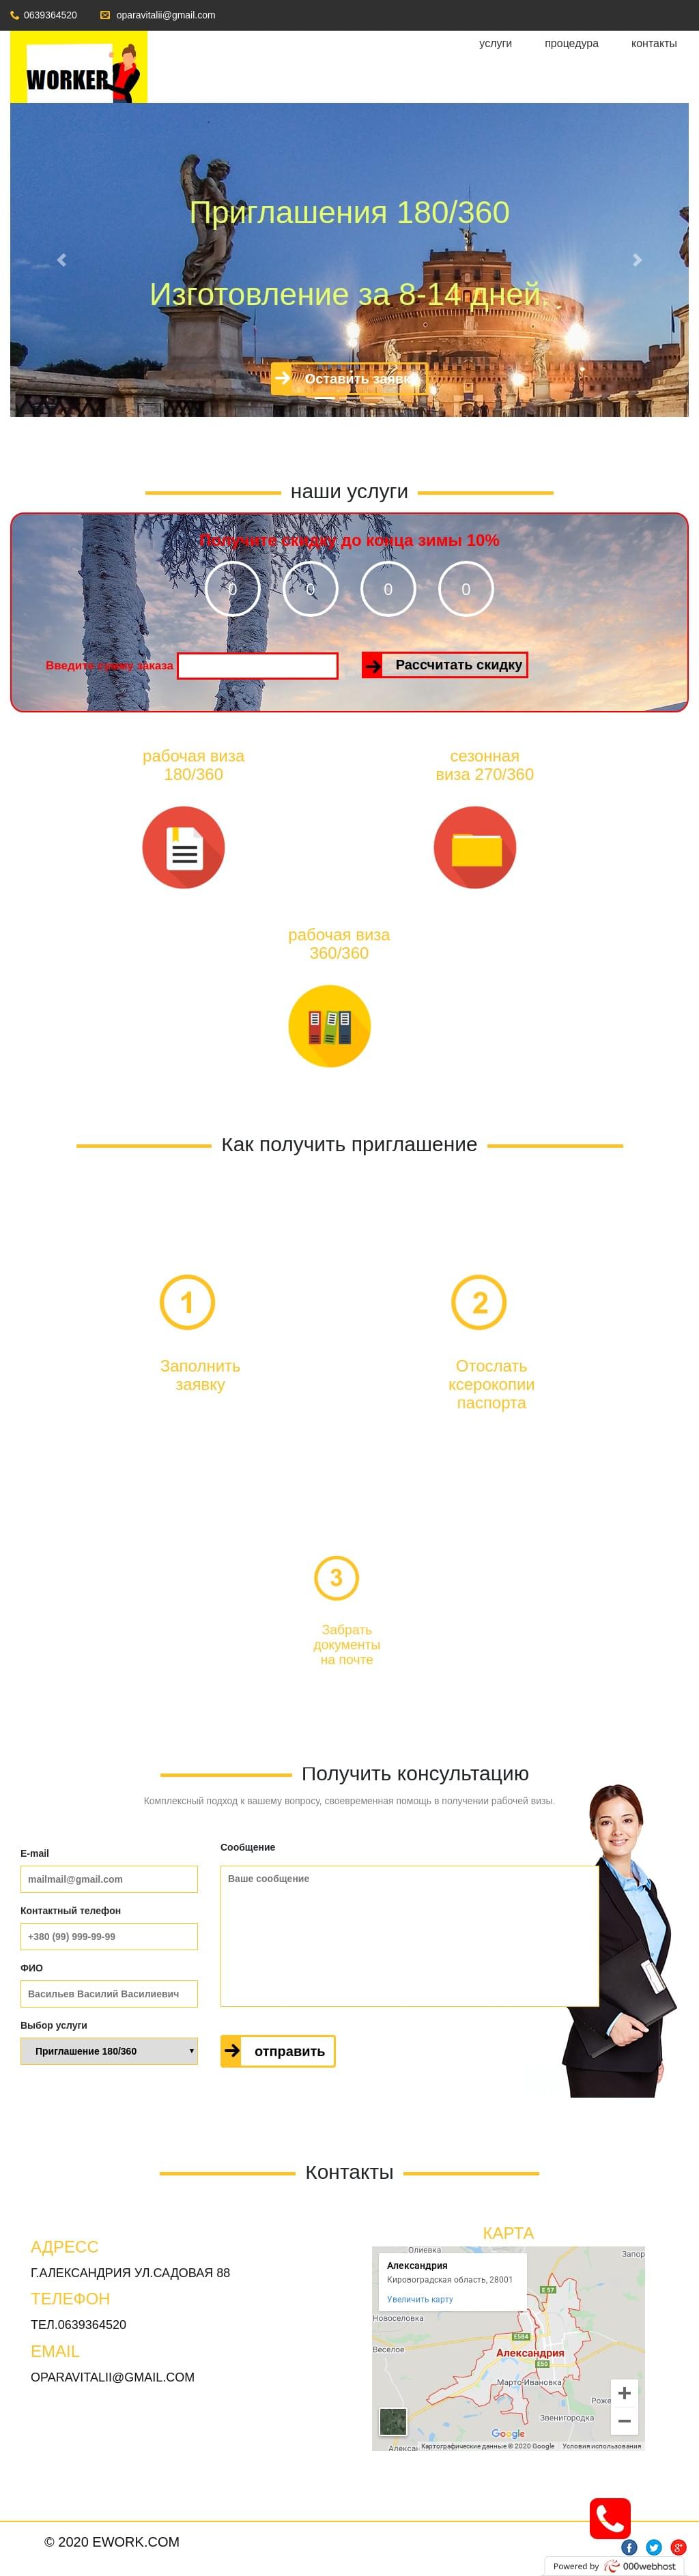 0639364520
oparavitalii@gmail.com
WORKER
услуги
процедура
контакты
Приглашения 180/360
Изготовление за 8-14 дней.
Оставить заявку
наши услуги
Получите скидку до конца зимы 10%
0
0
0
0
Введите сумму заказа
Рассчитать скидку
рабочая виза
180/360
сезонная
виза 270/360
рабочая виза
360/360
Как получить приглашение
1
2
Заполнить
заявку
Отослать
ксерокопии
паспорта
3
Забрать
документы
на почте
Получить консультацию
Комплексный подход к вашему вопросу, своевременная помощь в получении рабочей визы.
E-mail
mailmail@gmail.com
Контактный телефон
+380 (99) 999-99-99
ФИО
Васильев Василий Василиевич
Выбор услуги
Приглашение 180/360
Сообщение
Ваше сообщение
отправить
Контакты
АДРЕСС
Г.АЛЕКСАНДРИЯ УЛ.САДОВАЯ 88
ТЕЛЕФОН
ТЕЛ.0639364520
EMAIL
OPARAVITALII@GMAIL.COM
КАРТА
Оливка
Запор
Александрия
Кировоградская область, 28001
Увеличить карту
E 57
Новоселовка
E584
Веселое
Александрия
E50
Марто Ивановка
Роже
Звенигородка
Google
Алексан
Картографические данные © 2020 Google
Условия использования
© 2020 EWORK.COM
Powered by 000webhost